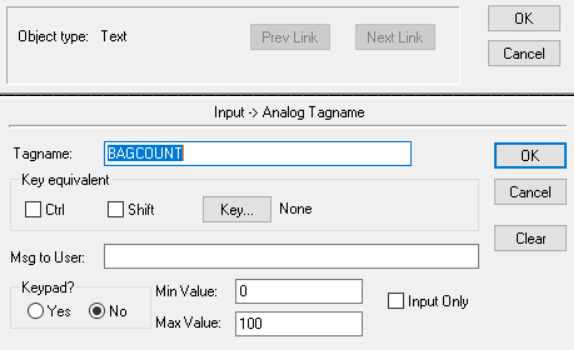 Object type: Text Prev Link Next Link OK
Cancel
Input -> Analog Tagname
Tagname: BAGCOUNT OK
Key equivalent Cancel
Ctrl Shift Key... None
Clear
Msg to User:
Keypad? Min Value: 0
Yes No Input Only
Max Value: 100